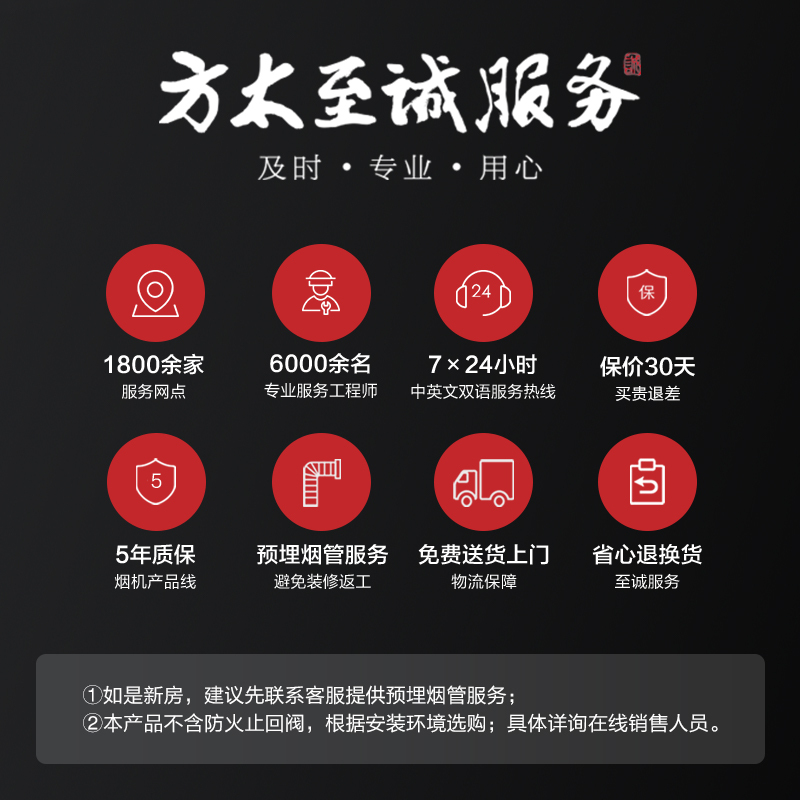 方太至诚服务
誠
及时·专业·用心
24
保
1800余家
6000余名
7×24小时
保价30天
服务网点
专业服务工程师
中英文双语服务热线
买贵退差
5
5年质保
预埋烟管服务
免费送货上门
省心退换货
烟机产品线
避免装修返工
物流保障
至诚服务
①如是新房，建议先联系客服提供预埋烟管服务；
②本产品不含防火止回阀，根据安装环境选购；具体详询在线销售人员。